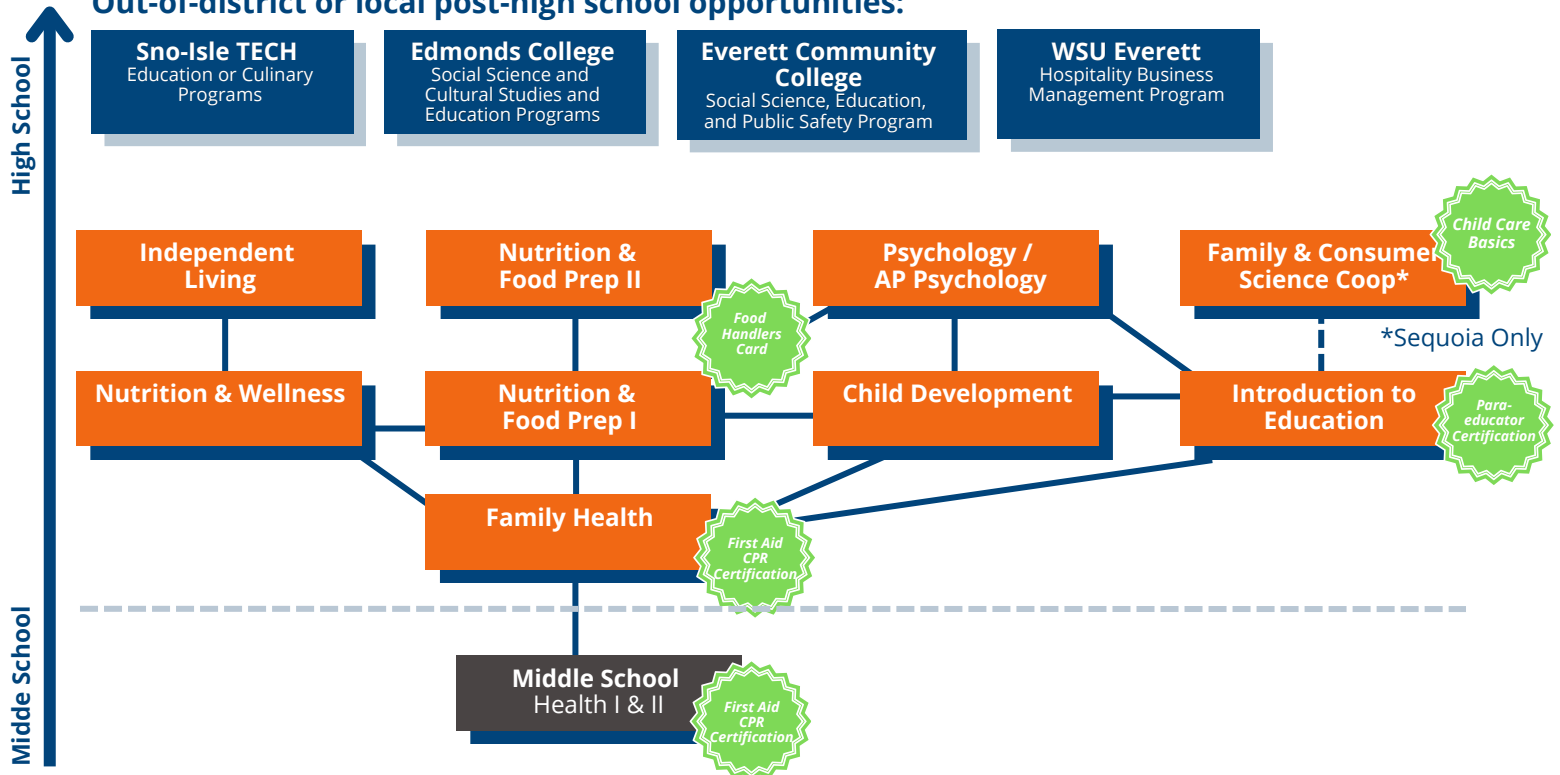 Out-of-district or local post-high school opportunities:
High School
Sno-Isle TECH
Education or Culinary
Programs
Edmonds College
Social Science and
Cultural Studies and
Education Programs
Everett Community
College
Social Science, Education,
and Public Safety Program
WSU Everett
Hospitality Business
Management Program
Independent
Living
Nutrition &
Food Prep II
Food
Handlers
Card
Psychology /
AP Psychology
Family & Consumer
Science Coop*
Child Care
Basics
*Sequoia Only
Nutrition & Wellness
Nutrition &
Food Prep I
Child Development
Introduction to
Education
Para-
educator
Certification
Family Health
First Aid
CPR
Certification
Midde School
Middle School
Health I & II
First Aid
CPR
Certification